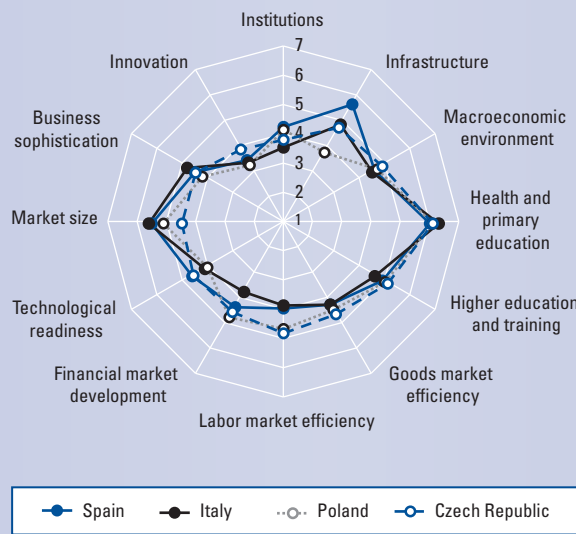 Institutions
7
Innovation
6
Infrastructure
5
Business
sophistication
4
Macroeconomic
environment
3
2
Market size
1
Health and
primary
education
Technological
readiness
Higher education
and training
Financial market
development
Goods market
efficiency
Labor market efficiency
Spain
Italy
Poland
Czech Republic